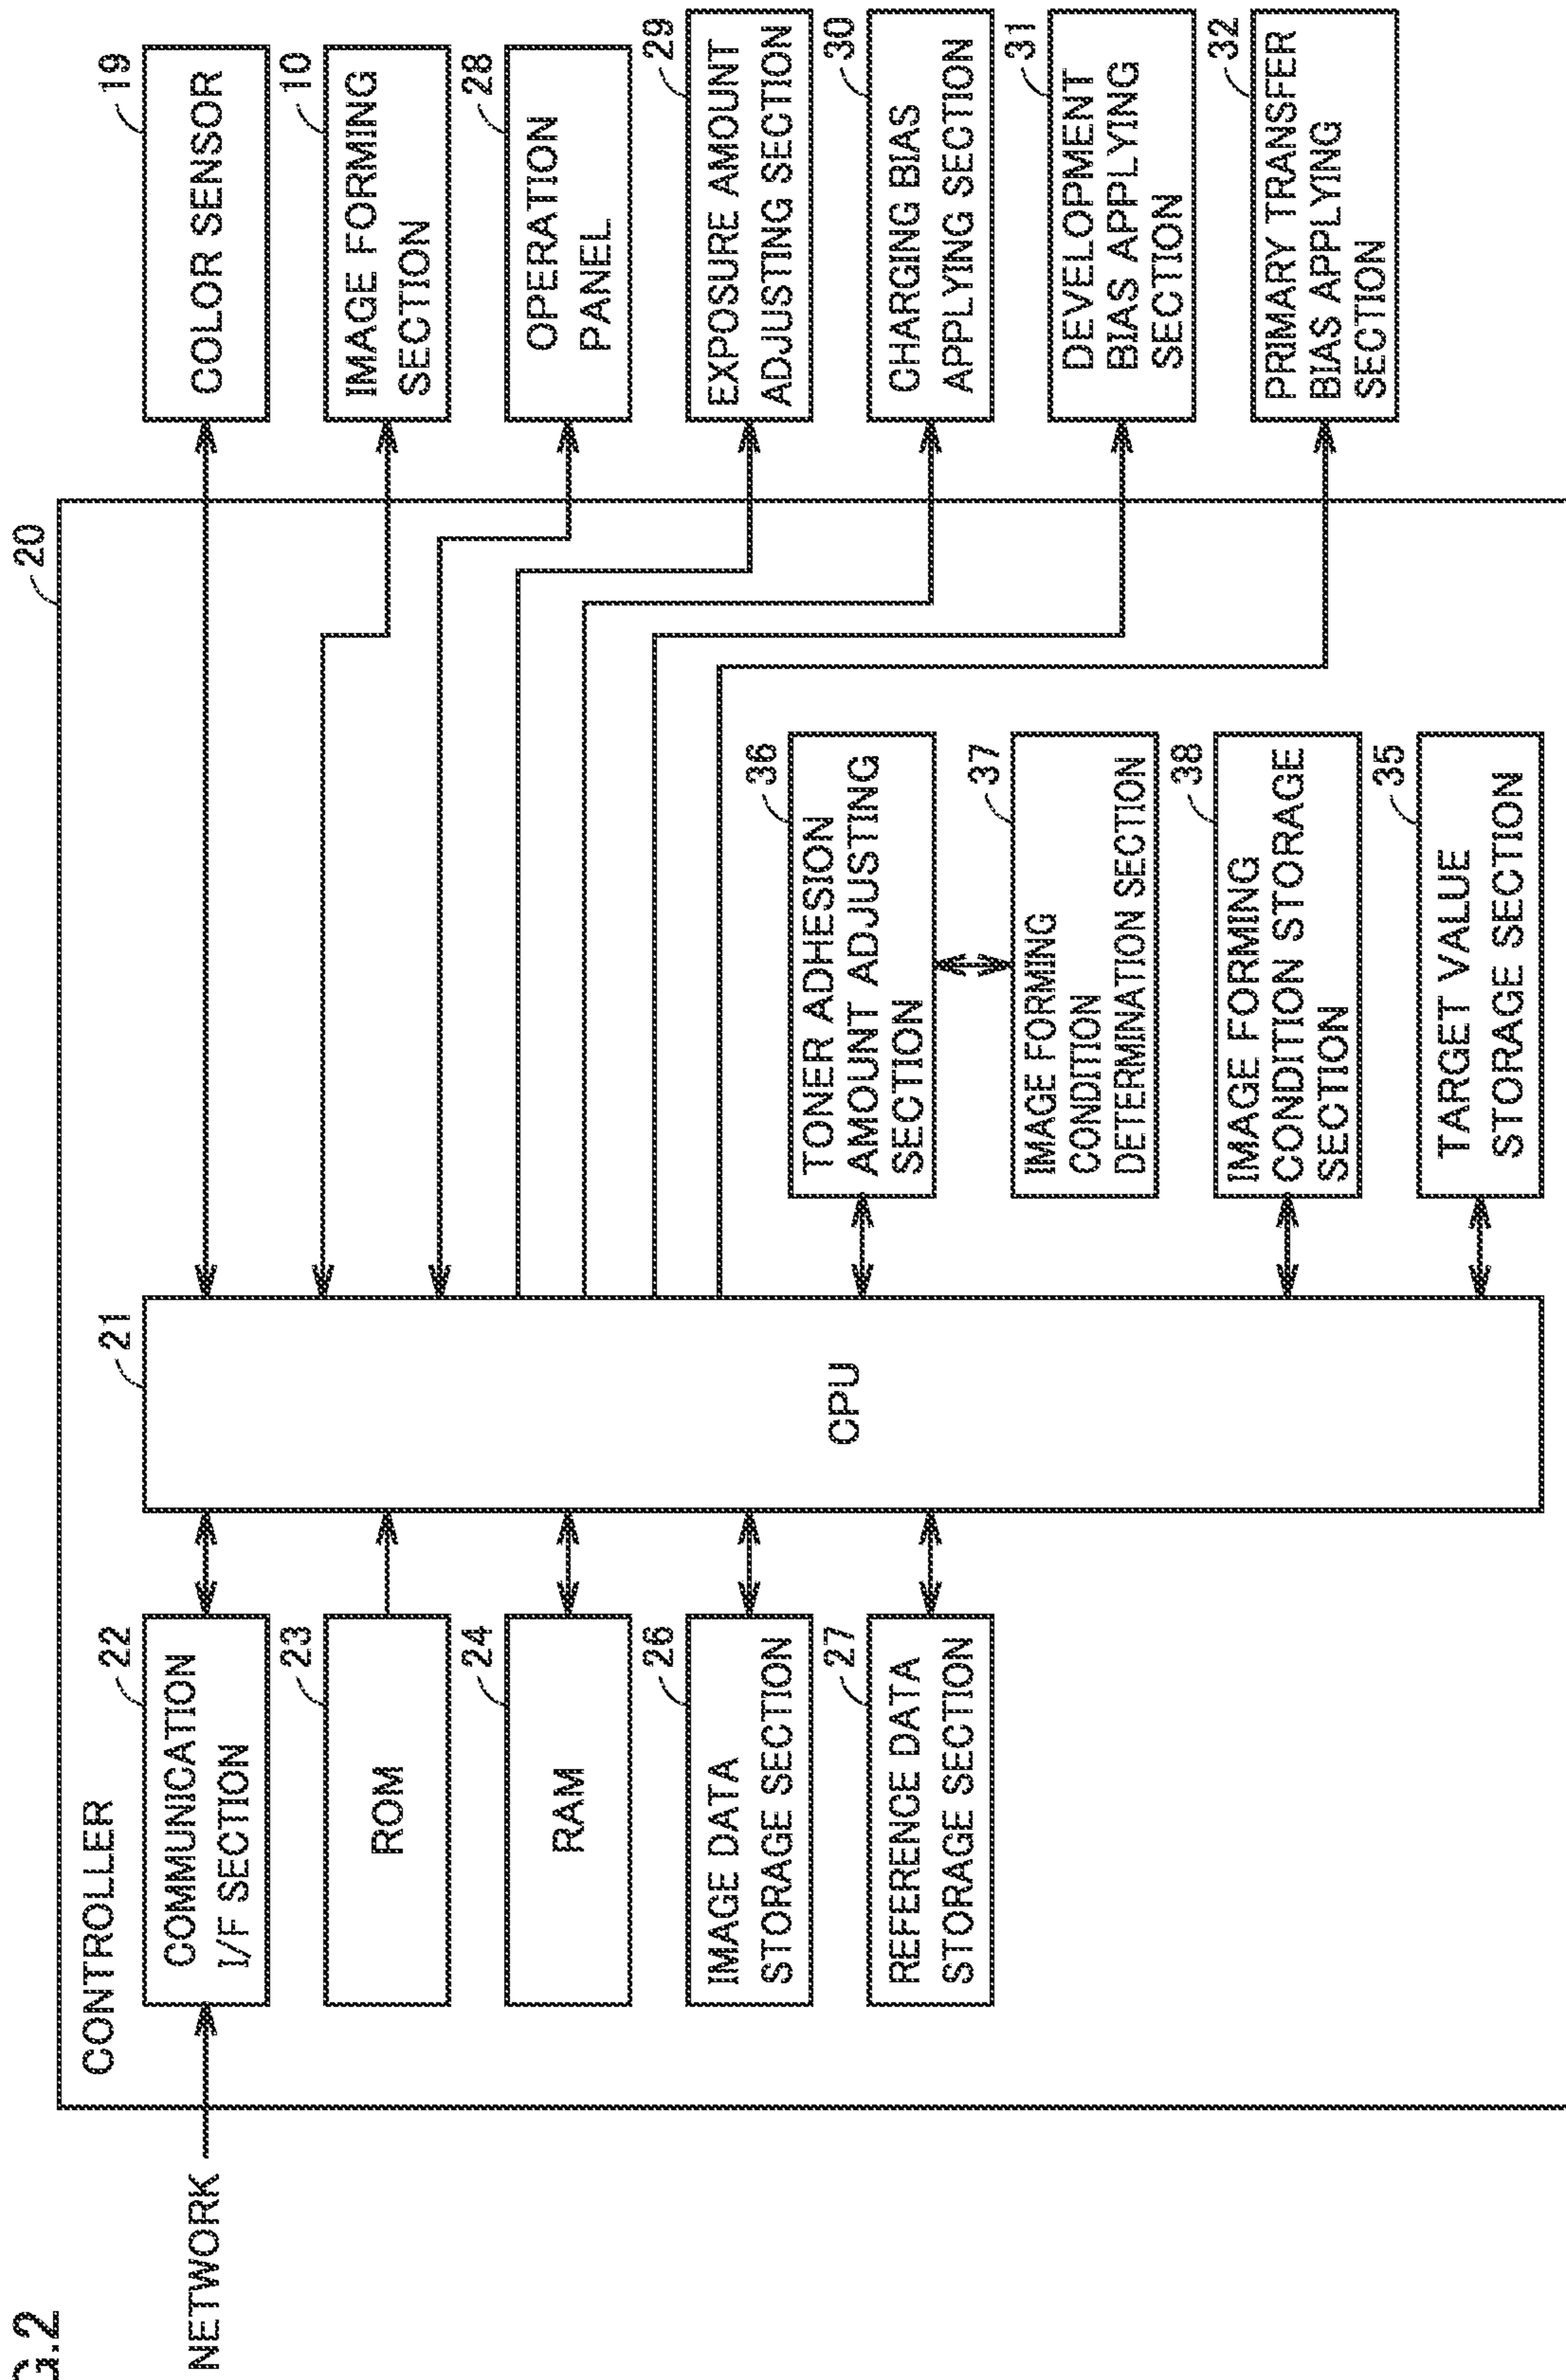 G.2
NETWORK
CONTROLLER
20
COMMUNICATION
I/F SECTION
22
ROM
23
RAM
24
IMAGE DATA
STORAGE SECTION
26
REFERENCE DATA
STORAGE SECTION
27
CPU
21
TONER ADHESION
AMOUNT ADJUSTING
SECTION
36
IMAGE FORMING
CONDITION
DETERMINATION SECTION
37
IMAGE FORMING
CONDITION STORAGE
SECTION
38
TARGET VALUE
STORAGE SECTION
35
COLOR SENSOR
19
IMAGE FORMING
SECTION
10
OPERATION
PANEL
28
EXPOSURE AMOUNT
ADJUSTING SECTION
29
CHARGING BIAS
APPLYING SECTION
30
DEVELOPMENT
BIAS APPLYING
SECTION
31
PRIMARY TRANSFER
BIAS APPLYING
SECTION
32